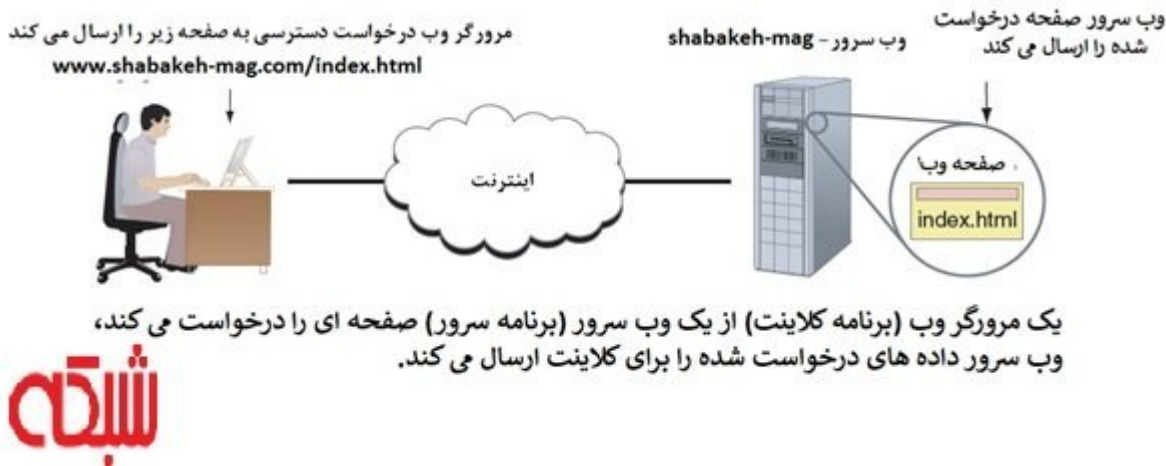 وب سرور صفحه درخواست
شده را ارسال می کند
وب سرور – shabakeh-mag
مرورگر وب درخواست دسترسی به صفحه زیر را ارسال می کند
www.shabakeh-mag.com/index.html
اینترنت
صفحه وب
index.html
یک مرورگر وب (برنامه کلاینت) از یک وب سرور (برنامه سرور) صفحه ای را درخواست می کند،
وب سرور داده های درخواست شده را برای کلاینت ارسال می کند.
شبکه